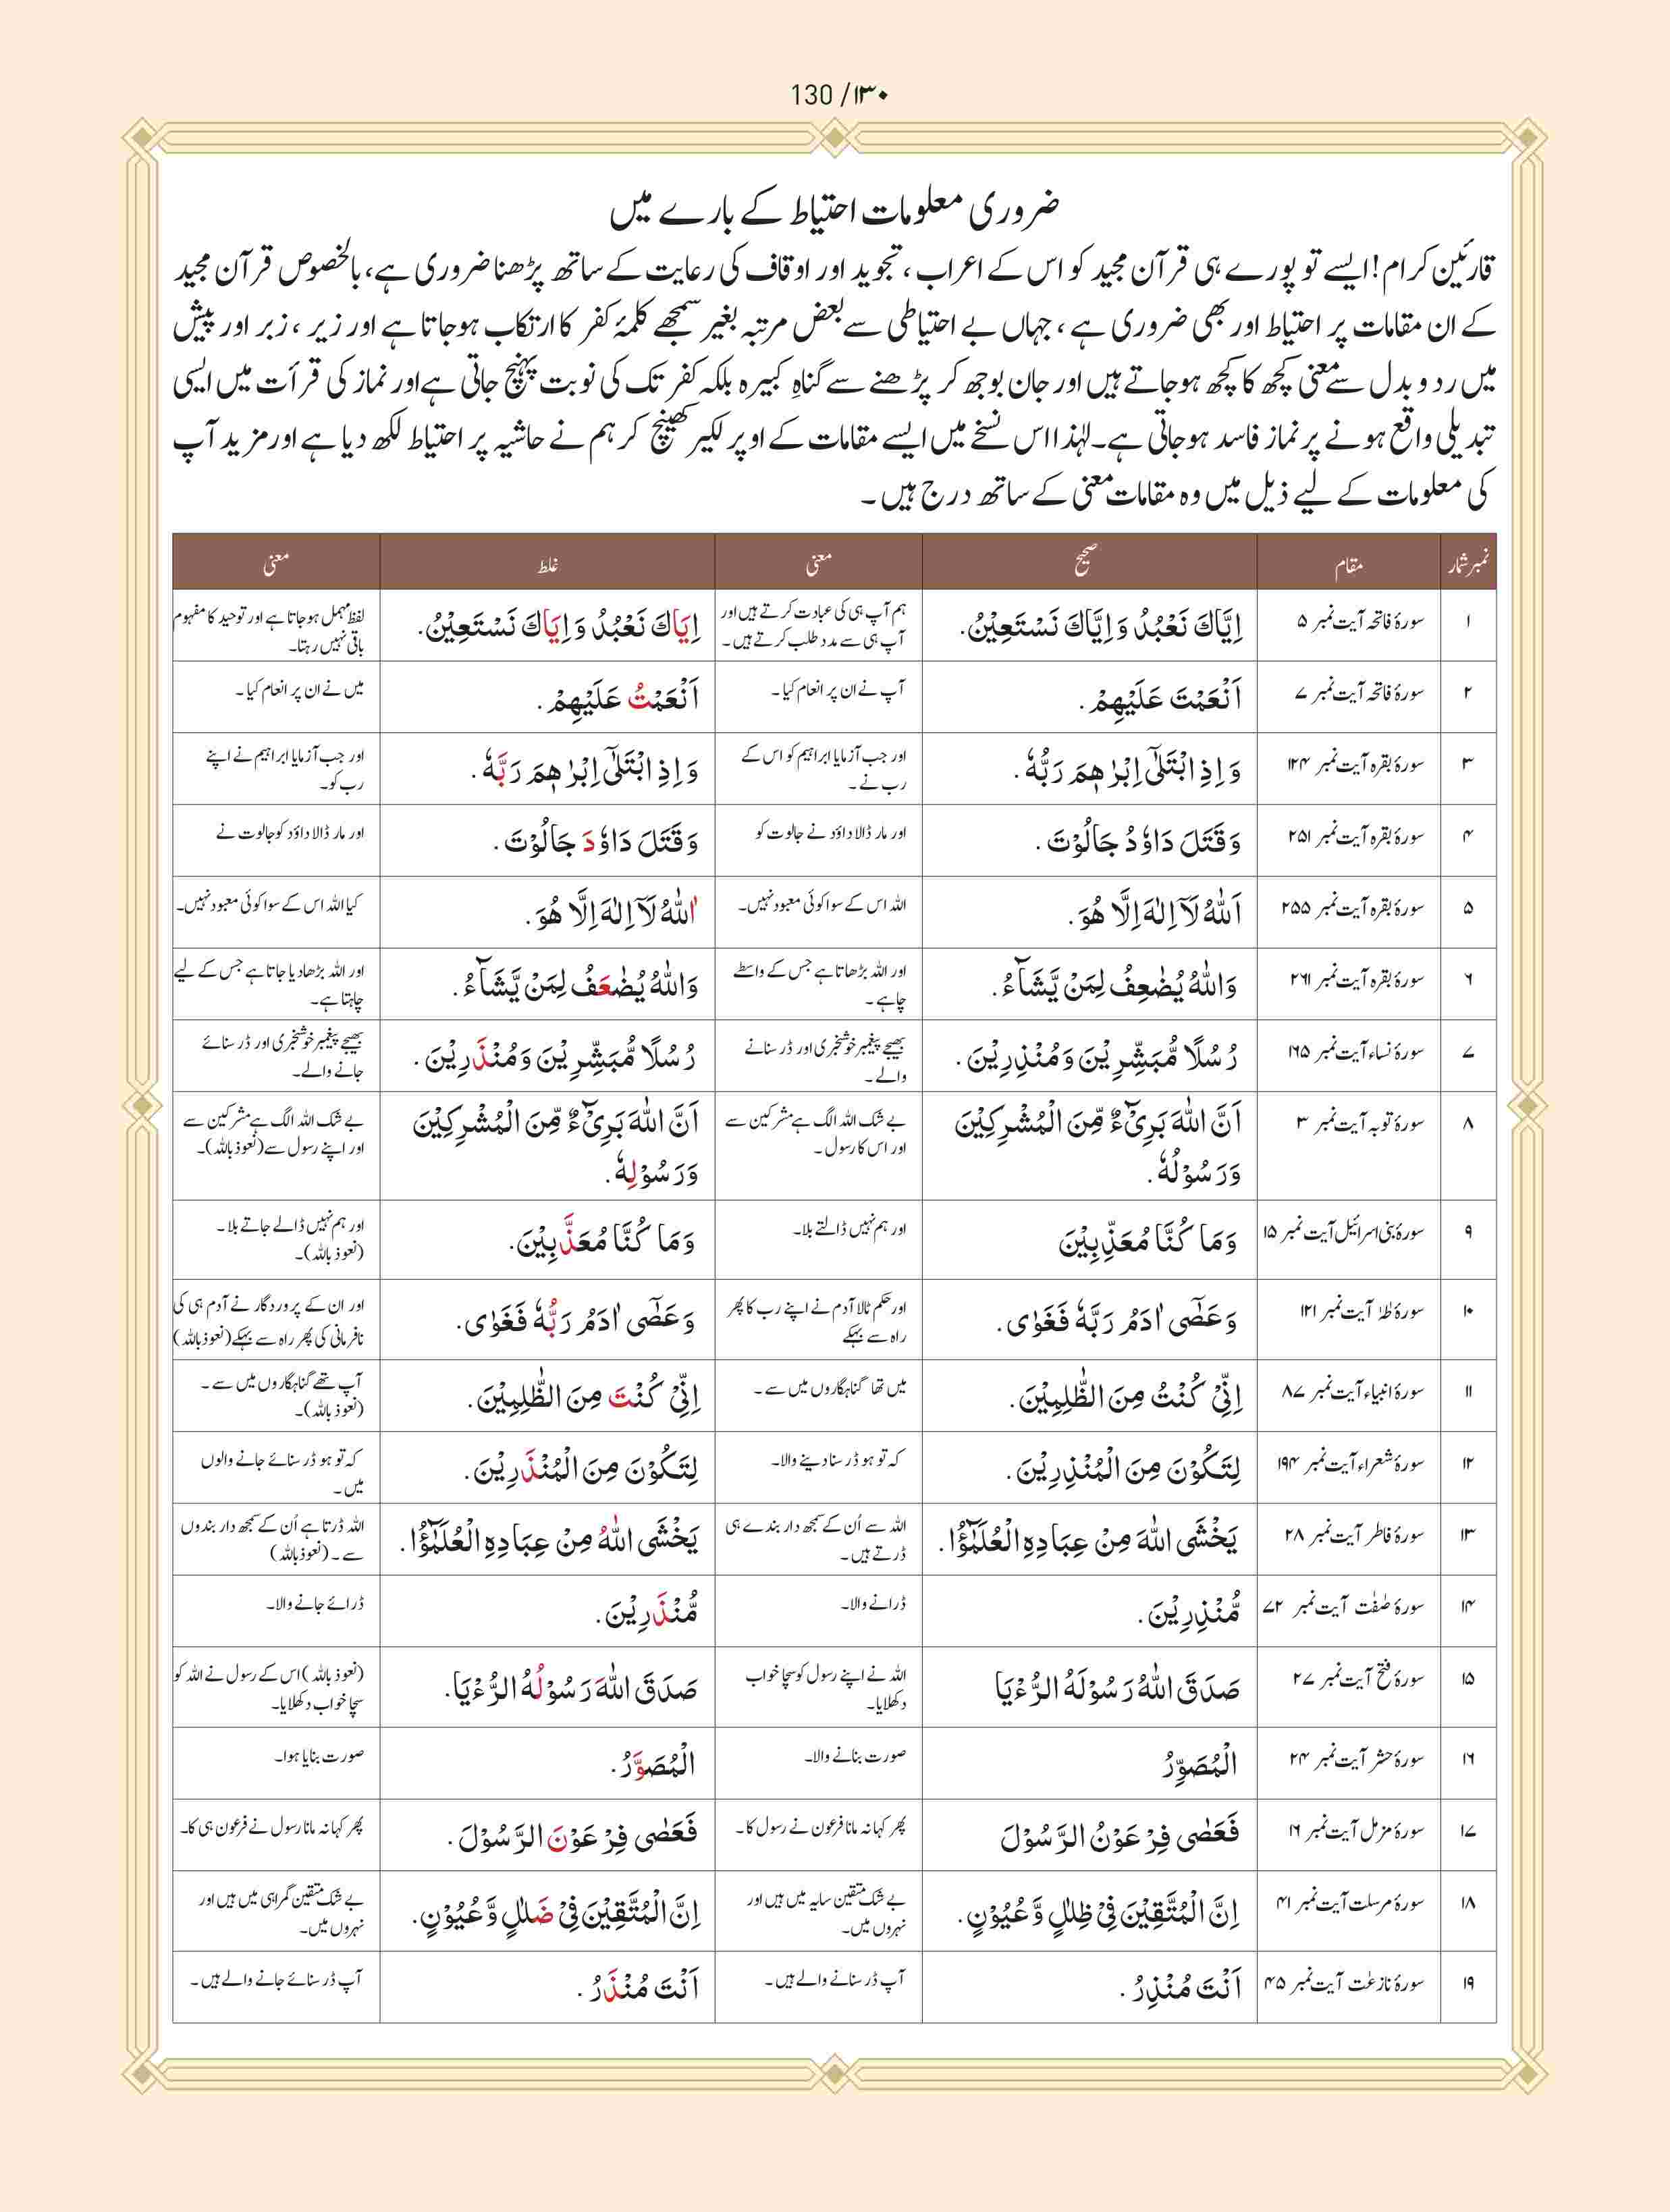 130 / ۱۳۰
ضروری معلومات احتیاط کے بارے میں
قارئین کرام! ایسے تو پورے ہی قرآن مجید کو اس کے اعراب، تجوید اور اوقاف کی رعایت کے ساتھ پڑھنا ضروری ہے، بالخصوص قرآن مجید
کے ان مقامات پر احتیاط اور بھی ضروری ہے، جہاں بے احتیاطی سے بعض مرتبہ بغیر سمجھے کلمۂ کفر کا ارتکاب ہوجاتا ہے اور زیر، زبر اور پیش
میں رد و بدل سے معنی کچھ کا کچھ ہوجاتے ہیں اور جان بوجھ کر پڑھنے سے گناہِ کبیرہ بلکہ کفر تک کی نوبت پہنچ جاتی ہے اور نماز کی قرأت میں ایسی
تبدیلی واقع ہونے پر نماز فاسد ہوجاتی ہے۔ لہٰذا اس نسخے میں ایسے مقامات کے اوپر لکیر کھینچ کر ہم نے حاشیہ پر احتیاط لکھ دیا ہے اور مزید آپ
کی معلومات کے لیے ذیل میں وہ مقامات معنی کے ساتھ درج ہیں۔
نمبر شمار مقام صحیح معنی غلط معنی
۱ سورۂ فاتحہ آیت نمبر ۵ اِيَّاكَ نَعْبُدُ وَاِيَّاكَ نَسْتَعِيْنُ. ہم آپ ہی کی عبادت کرتے ہیں اور آپ ہی سے مدد طلب کرتے ہیں۔ اِيَاكَ نَعْبُدُ وَاِيَاكَ نَسْتَعِيْنُ. لفظ مہمل ہوجاتا ہے اور توحید کا مفہوم باقی نہیں رہتا۔
۲ سورۂ فاتحہ آیت نمبر ۷ اَنْعَمْتَ عَلَيْهِمْ. آپ نے ان پر انعام کیا۔ اَنْعَمْتُ عَلَيْهِمْ. میں نے ان پر انعام کیا۔
۳ سورۂ بقرہ آیت نمبر ۱۲۴ وَاِذِ ابْتَلٰٓى اِبْرٰهٖمَ رَبُّهٗ. اور جب آزمایا ابراہیم کو اس کے رب نے۔ وَاِذِ ابْتَلٰٓى اِبْرٰهٖمَ رَبَّهٗ. اور جب آزمایا ابراہیم نے اپنے رب کو۔
۴ سورۂ بقرہ آیت نمبر ۲۵۱ وَقَتَلَ دَاوٗدُ جَالُوْتَ. اور مار ڈالا داؤد نے جالوت کو وَقَتَلَ دَاوٗدَ جَالُوْتَ. اور مار ڈالا داؤد کو جالوت نے
۵ سورۂ بقرہ آیت نمبر ۲۵۵ اَللّٰهُ لَآ اِلٰهَ اِلَّا هُوَ. اللہ اس کے سوا کوئی معبود نہیں۔ اٰللّٰهُ لَآ اِلٰهَ اِلَّا هُوَ. کیا اللہ اس کے سوا کوئی معبود نہیں۔
۶ سورۂ بقرہ آیت نمبر ۲۶۱ وَاللّٰهُ يُضٰعِفُ لِمَنْ يَّشَآءُ. اور اللہ بڑھاتا ہے جس کے واسطے چاہے۔ وَاللّٰهُ يُضٰعَفُ لِمَنْ يَّشَآءُ. اور اللہ بڑھادیا جاتا ہے جس کے لیے چاہتا ہے۔
۷ سورۂ نساء آیت نمبر ۱۶۵ رُسُلًا مُّبَشِّرِيْنَ وَمُنْذِرِيْنَ. بھیجے پیغمبر خوشخبری اور ڈر سنانے والے۔ رُسُلًا مُّبَشِّرِيْنَ وَمُنْذَرِيْنَ. بھیجے پیغمبر خوشخبری اور ڈر سنائے جانے والے۔
۸ سورۂ توبہ آیت نمبر ۳ اَنَّ اللّٰهَ بَرِيْٓءٌ مِّنَ الْمُشْرِكِيْنَ وَرَسُوْلُهٗ. بے شک اللہ الگ ہے مشرکین سے اور اس کا رسول۔ اَنَّ اللّٰهَ بَرِيْٓءٌ مِّنَ الْمُشْرِكِيْنَ وَرَسُوْلِهٗ. بے شک اللہ الگ ہے مشرکین سے اور اپنے رسول سے (نعوذ باللہ)۔
۹ سورۂ بنی اسرائیل آیت نمبر ۱۵ وَمَا كُنَّا مُعَذِّبِيْنَ اور ہم نہیں ڈالتے بلا۔ وَمَا كُنَّا مُعَذَّبِيْنَ. اور ہم نہیں ڈالے جاتے بلا۔ (نعوذ باللہ)۔
۱۰ سورۂ طٰہٰ آیت نمبر ۱۲۱ وَعَصٰٓى اٰدَمُ رَبَّهٗ فَغَوٰى. اور حکم ٹالا آدم نے اپنے رب کا پھر راہ سے بہکے وَعَصٰٓى اٰدَمُ رَبُّهٗ فَغَوٰى. اور ان کے پروردگار نے آدم ہی کی نافرمانی کی پھر راہ سے بہکے (نعوذ باللہ)
۱۱ سورۂ انبیاء آیت نمبر ۸۷ اِنِّيْ كُنْتُ مِنَ الظّٰلِمِيْنَ. میں تھا گناہگاروں میں سے۔ اِنِّيْ كُنْتَ مِنَ الظّٰلِمِيْنَ. آپ تھے گناہگاروں میں سے۔ (نعوذ باللہ)۔
۱۲ سورۂ شعراء آیت نمبر ۱۹۴ لِتَكُوْنَ مِنَ الْمُنْذِرِيْنَ. کہ تو ہو ڈر سنادینے والا۔ لِتَكُوْنَ مِنَ الْمُنْذَرِيْنَ. کہ تو ہو ڈر سنائے جانے والوں میں۔
۱۳ سورۂ فاطر آیت نمبر ۲۸ يَخْشَى اللّٰهَ مِنْ عِبَادِهِ الْعُلَمٰٓؤُا. اللہ سے اُن کے سمجھ دار بندے ہی ڈرتے ہیں۔ يَخْشَى اللّٰهُ مِنْ عِبَادِهِ الْعُلَمٰٓؤُا. اللہ ڈرتا ہے اُن کے سمجھ دار بندوں سے۔ (نعوذ باللہ)
۱۴ سورۂ صٰفّٰت آیت نمبر ۷۲ مُّنْذِرِيْنَ. ڈرانے والا۔ مُّنْذَرِيْنَ. ڈرائے جانے والا۔
۱۵ سورۂ فتح آیت نمبر ۲۷ صَدَقَ اللّٰهُ رَسُوْلَهُ الرُّءْيَا اللہ نے اپنے رسول کو سچا خواب دکھلایا۔ صَدَقَ اللّٰهَ رَسُوْلُهُ الرُّءْيَا. (نعوذ باللہ) اس کے رسول نے اللہ کو سچا خواب دکھلایا۔
۱۶ سورۂ حشر آیت نمبر ۲۴ الْمُصَوِّرُ صورت بنانے والا۔ الْمُصَوَّرُ. صورت بنایا ہوا۔
۱۷ سورۂ مزمل آیت نمبر ۱۶ فَعَصٰى فِرْعَوْنُ الرَّسُوْلَ پھر کہا نہ مانا فرعون نے رسول کا۔ فَعَصٰى فِرْعَوْنَ الرَّسُوْلَ. پھر کہا نہ مانا رسول نے فرعون ہی کا۔
۱۸ سورۂ مرسلت آیت نمبر ۴۱ اِنَّ الْمُتَّقِيْنَ فِيْ ظِلٰلٍ وَّعُيُوْنٍ. بے شک متقین سایہ میں ہیں اور نہروں میں۔ اِنَّ الْمُتَّقِيْنَ فِيْ ضَلٰلٍ وَّعُيُوْنٍ. بے شک متقین گمراہی میں ہیں اور نہروں میں۔
۱۹ سورۂ نازعٰت آیت نمبر ۴۵ اَنْتَ مُنْذِرُ. آپ ڈر سنانے والے ہیں۔ اَنْتَ مُنْذَرُ. آپ ڈر سنائے جانے والے ہیں۔